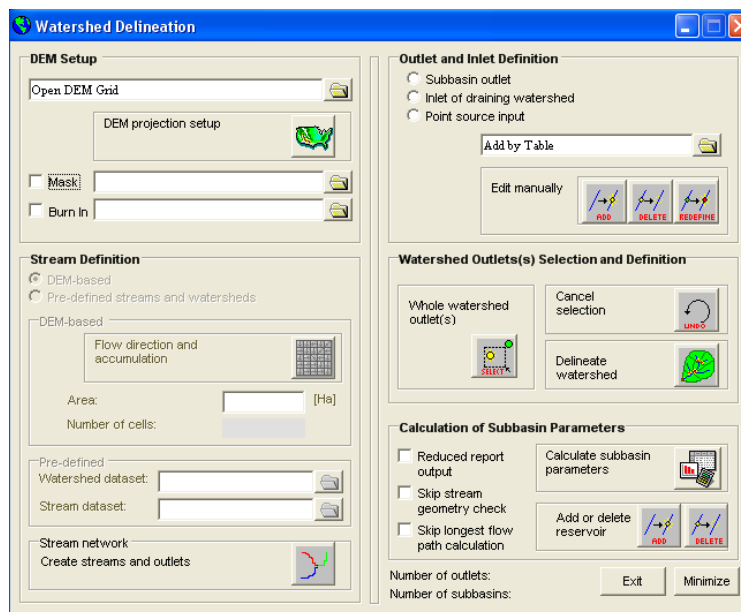 Watershed Delineation
DEM Setup
Open DEM Grid
DEM projection setup
Mask
Burn In
Stream Definition
DEM-based
Pre-defined streams and watersheds
DEM-based
Flow direction and
accumulation
Area:
[Ha]
Number of cells:
Pre-defined
Watershed dataset:
Stream dataset:
Stream network
Create streams and outlets
Outlet and Inlet Definition
Subbasin outlet
Inlet of draining watershed
Point source input
Add by Table
Edit manually
ADD
DELETE
REDEFINE
Watershed Outlets(s) Selection and Definition
Whole watershed
outlet(s)
SELECT
Cancel
selection
UNDO
Delineate
watershed
Calculation of Subbasin Parameters
Reduced report
output
Skip stream
geometry check
Skip longest flow
path calculation
Calculate subbasin
parameters
Add or delete
reservoir
ADD
DELETE
Number of outlets:
Number of subbasins:
Exit
Minimize